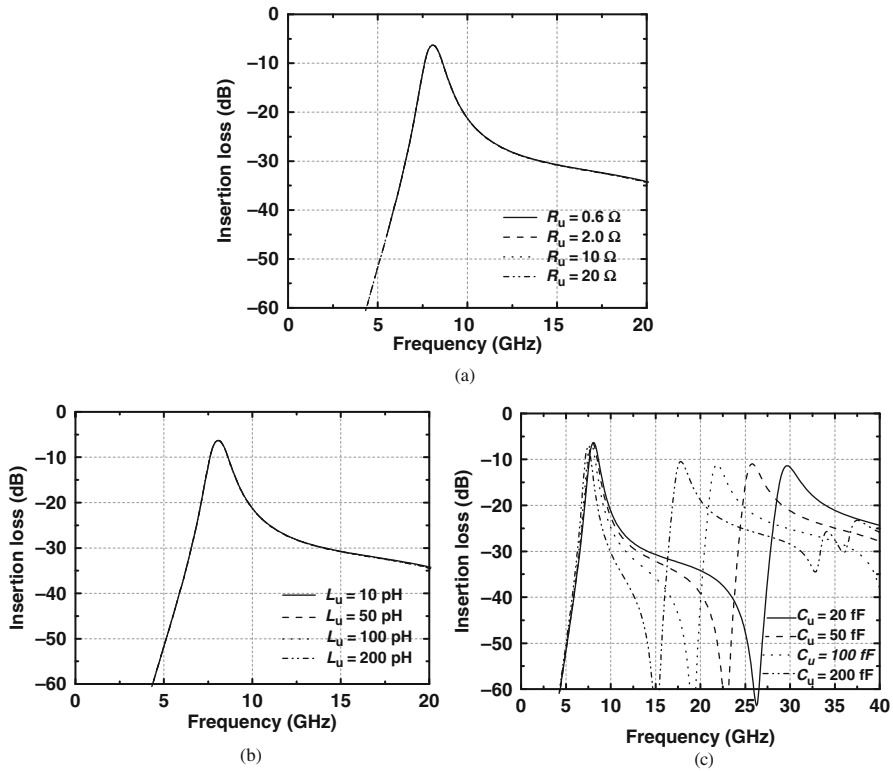 0
−10
−20
−30
−40
−50
−60
Insertion loss (dB)
R_u = 0.6 Ω
R_u = 2.0 Ω
R_u = 10 Ω
R_u = 20 Ω
0 5 10 15 20
Frequency (GHz)
(a)
0
−10
−20
−30
−40
−50
−60
Insertion loss (dB)
L_u = 10 pH
L_u = 50 pH
L_u = 100 pH
L_u = 200 pH
0 5 10 15 20
Frequency (GHz)
(b)
0
−10
−20
−30
−40
−50
−60
Insertion loss (dB)
C_u = 20 fF
C_u = 50 fF
C_u = 100 fF
C_u = 200 fF
0 5 10 15 20 25 30 35 40
Frequency (GHz)
(c)